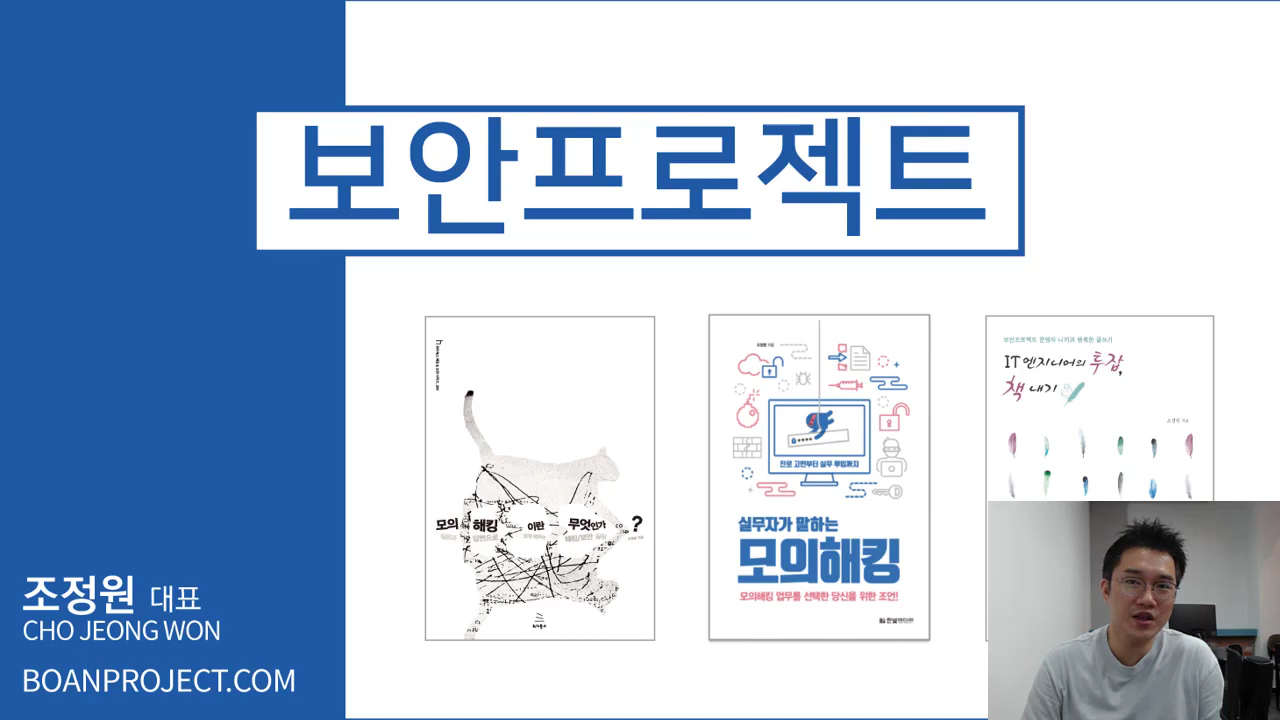 보안프로젝트
모의 해킹 이란 무엇인가 ?
조정원 지음
진로 고민부터 실무 투입까지
실무자가 말하는
모의해킹
모의해킹 업무를 선택한 당신을 위한 조언!
한빛미디어
보안프로젝트 운영자 니키의 행복한 글쓰기
IT엔지니어의 투잡,
책 내기
조정원 지음
조정원 대표
CHO JEONG WON
BOANPROJECT.COM